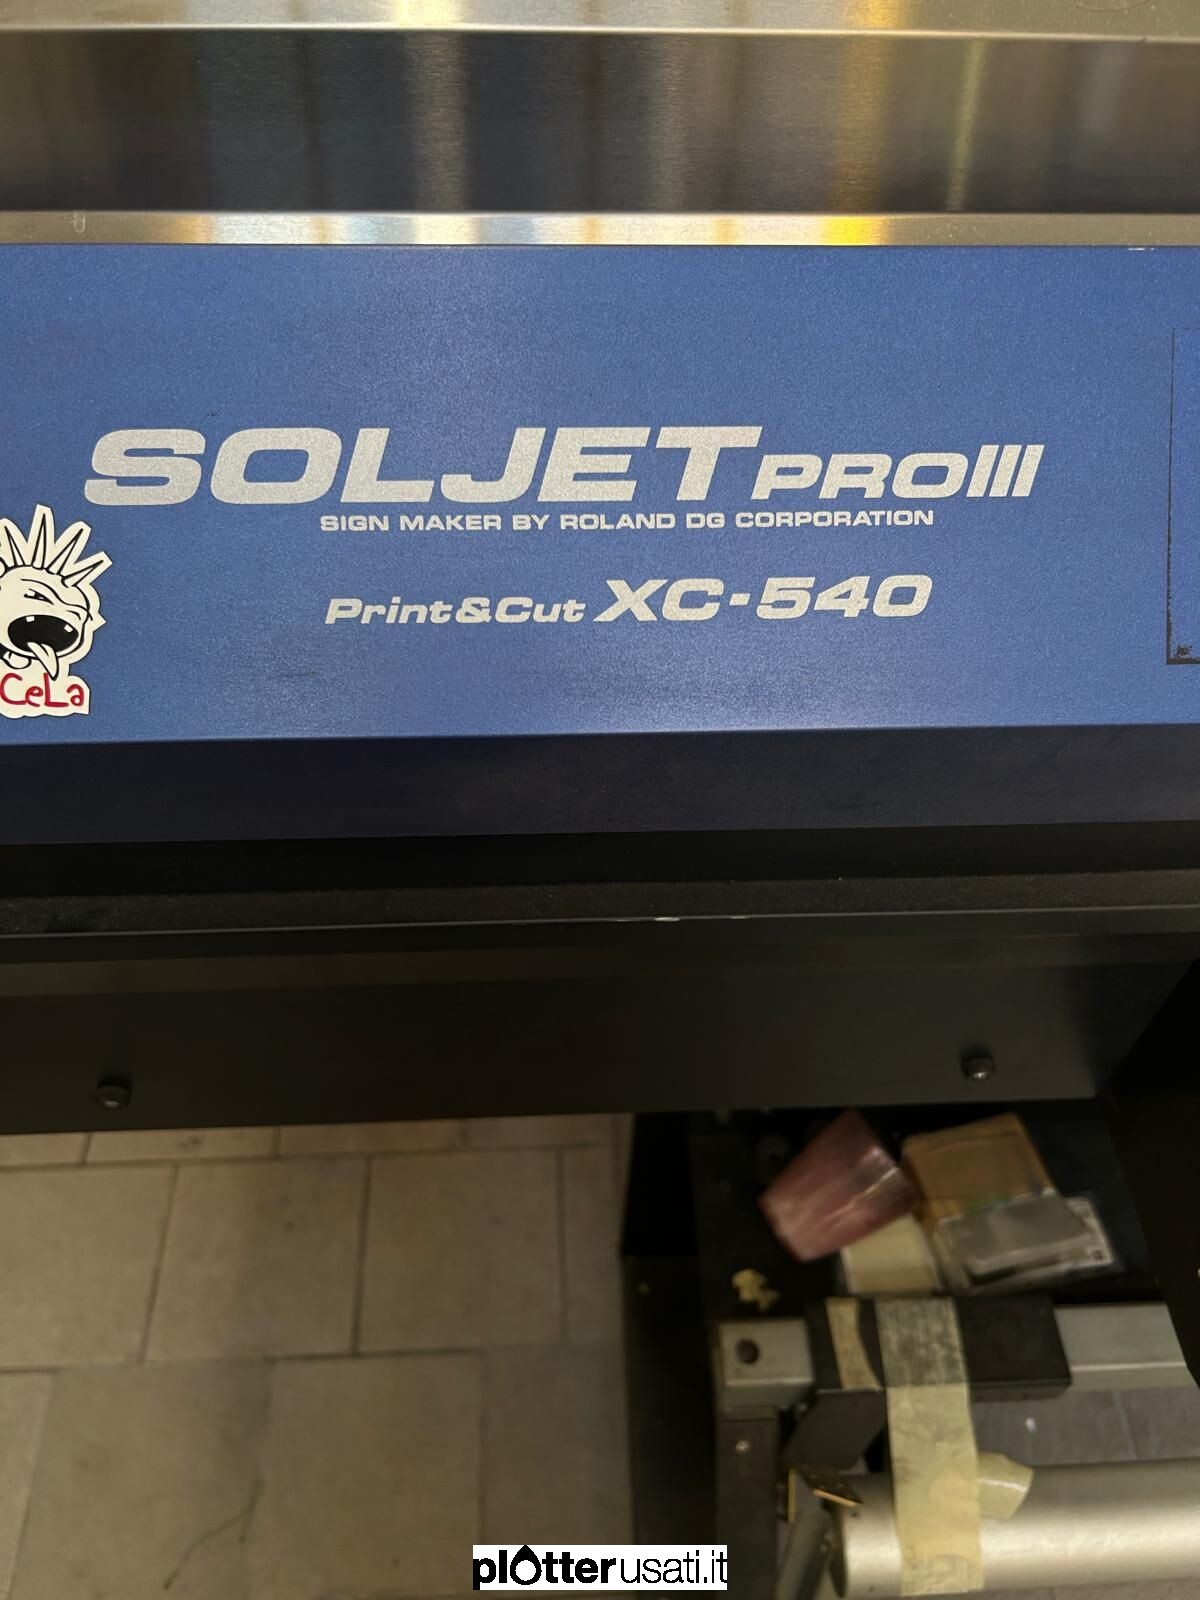 SOLJET PROIII
SIGN MAKER BY ROLAND DG CORPORATION
Print&Cut XC-540
CeLa
plotterusati.it